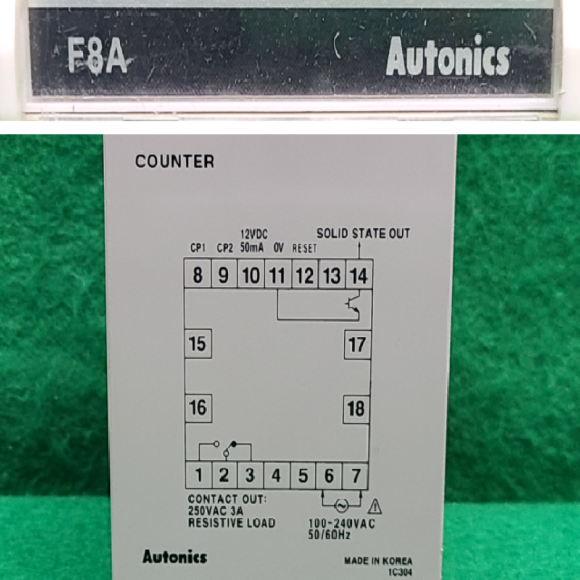 F8A Autonics
COUNTER
12VDC SOLID STATE OUT
CP1 CP2 50mA 0V RESET
8 9 10 11 12 13 14
15 17
16 18
1 2 3 4 5 6 7
CONTACT OUT:
250VAC 3A
RESISTIVE LOAD 100-240VAC
50/60Hz
Autonics MADE IN KOREA
1C304